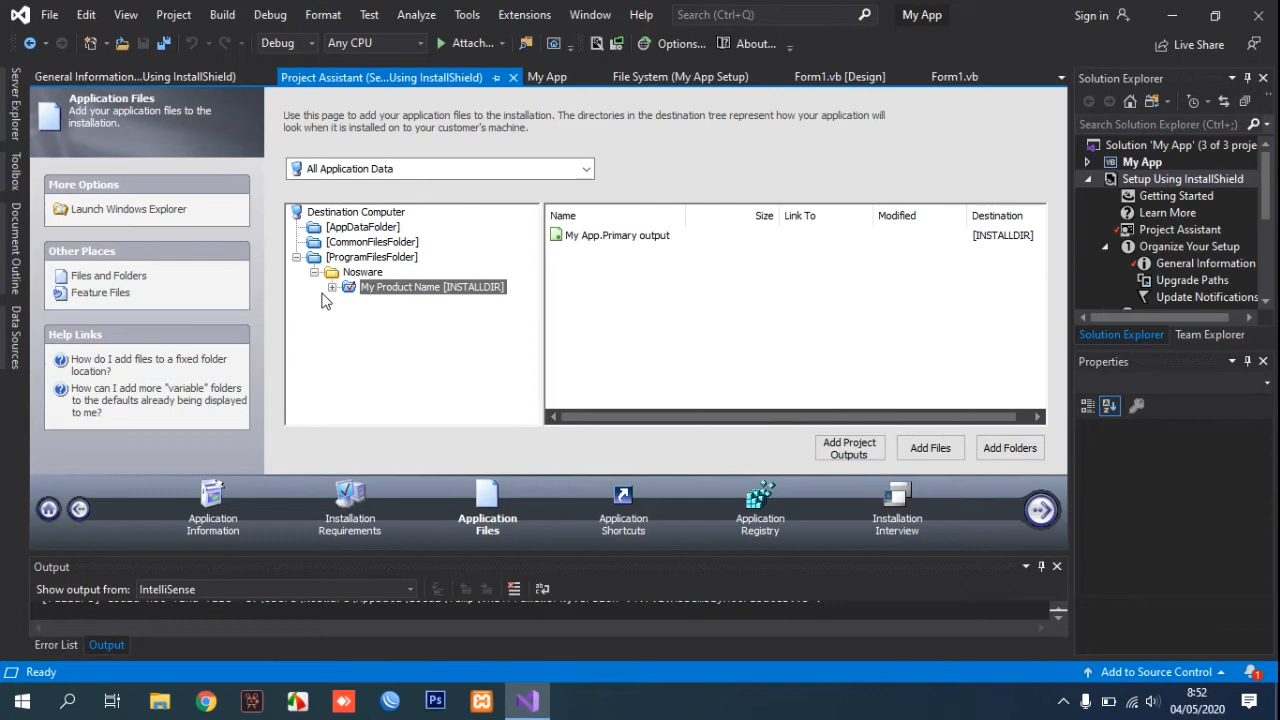 File Edit View Project Build Debug Format Test Analyze Tools Extensions Window Help Search (Ctrl+Q) My App Sign in
Debug Any CPU Attach... Options... About... Live Share
General Information...Using InstallShield) Project Assistant (Se...Using InstallShield) My App File System (My App Setup) Form1.vb [Design] Form1.vb
Server Explorer
Toolbox
Document Outline
Data Sources
Application Files
Add your application files to the
installation.
More Options
Launch Windows Explorer
Other Places
Files and Folders
Feature Files
Help Links
How do I add files to a fixed folder
location?
How can I add more "variable" folders
to the defaults already being displayed
to me?
Use this page to add your application files to the installation. The directories in the destination tree represent how your application will
look when it is installed on to your customer's machine.
All Application Data
Destination Computer
[AppDataFolder]
[CommonFilesFolder]
[ProgramFilesFolder]
Nosware
My Product Name [INSTALLDIR]
Name Size Link To Modified Destination
My App.Primary output [INSTALLDIR]
Add Project
Outputs
Add Files
Add Folders
Application
Information
Installation
Requirements
Application
Files
Application
Shortcuts
Application
Registry
Installation
Interview
Output
Show output from: IntelliSense
Error List Output
Solution Explorer
Search Solution Explorer (Ctrl+;)
Solution 'My App' (3 of 3 proje
My App
Setup Using InstallShield
Getting Started
Learn More
Project Assistant
Organize Your Setup
General Information
Upgrade Paths
Update Notifications
Solution Explorer Team Explorer
Properties
Ready Add to Source Control 1
Ps
8:52
04/05/2020